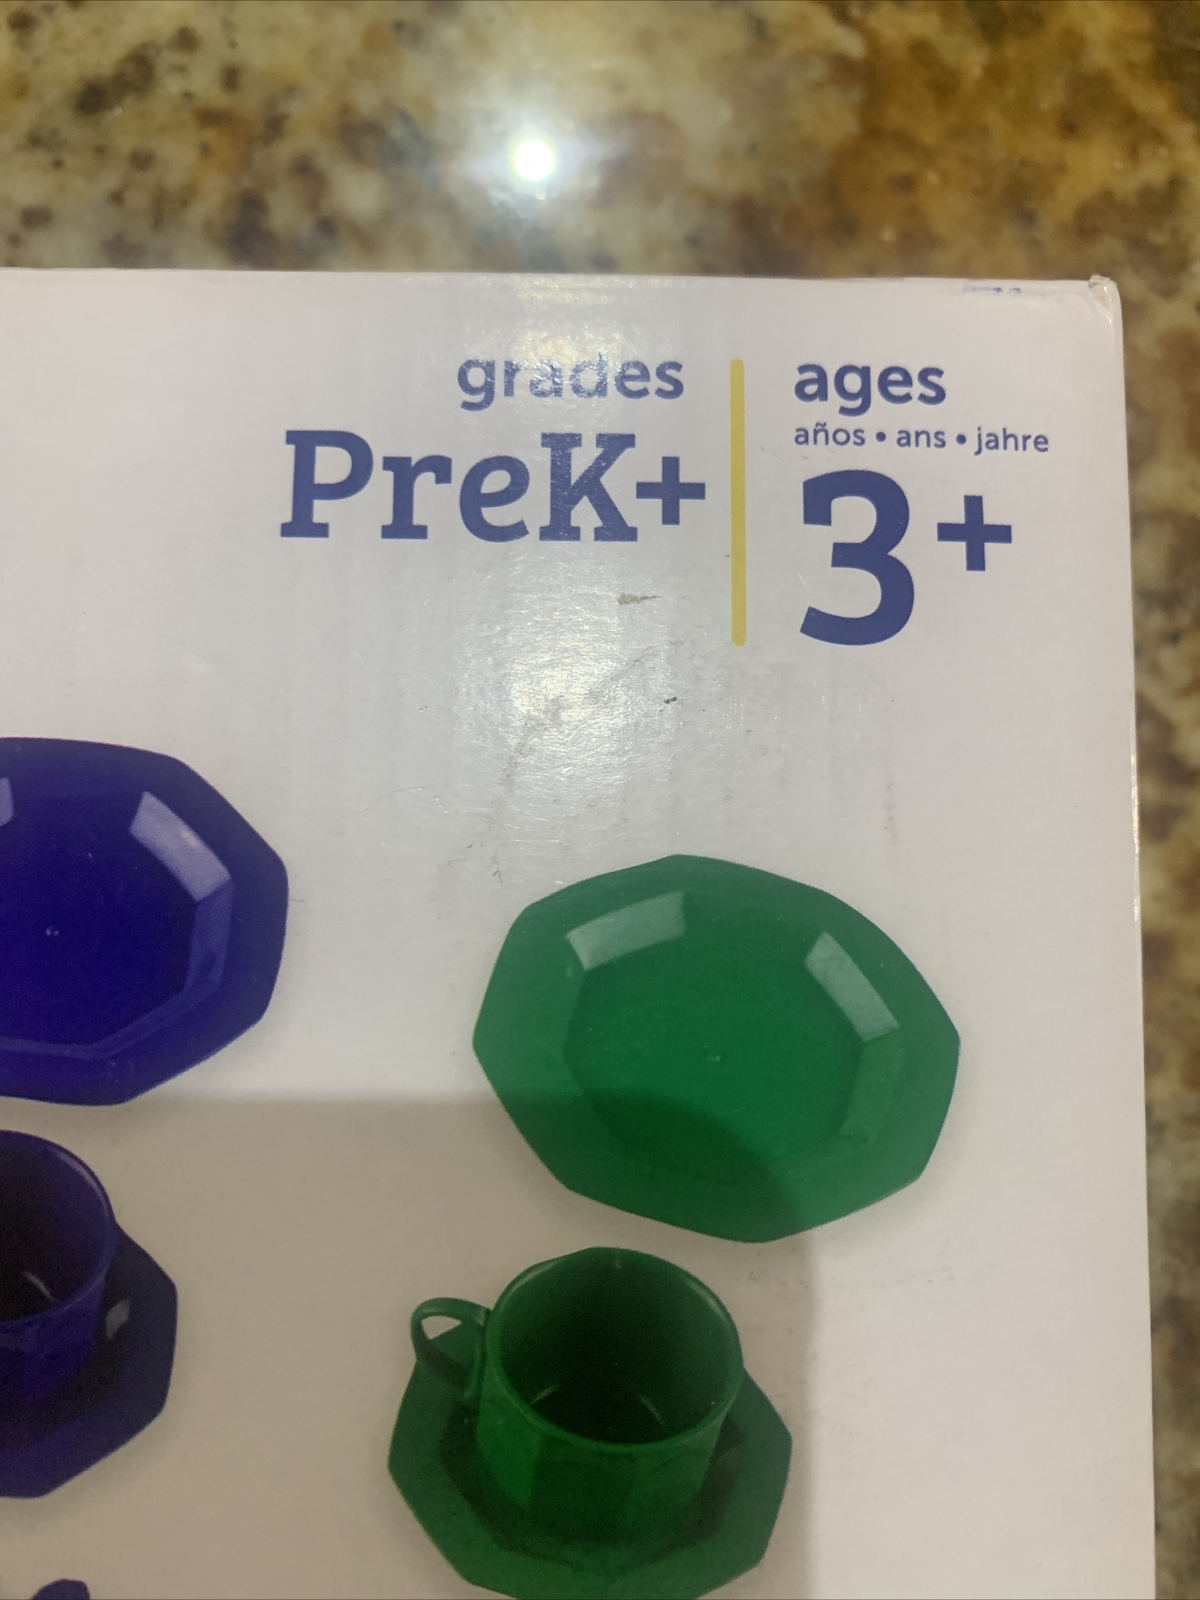 grades
PreK+
ages
años • ans • jahre
3+